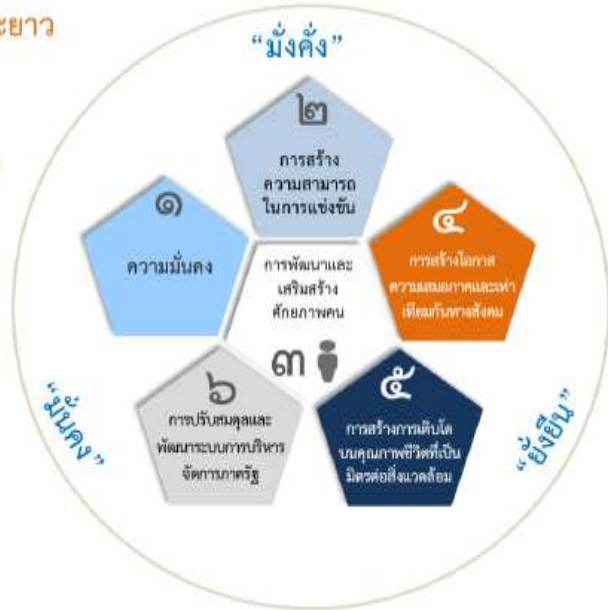 ะยาว
“มั่งคั่ง”
๒
การสร้าง
ความสามารถ
ในการแข่งขัน
๑
ความมั่นคง
๔
การสร้างโอกาส
ความเสมอภาคและเท่า
เทียมกันทางสังคม
การพัฒนาและ
เสริมสร้าง
ศักยภาพคน
๓
๖
การปรับสมดุลและ
พัฒนาระบบการบริหาร
จัดการภาครัฐ
๕
การสร้างการเติบโต
บนคุณภาพชีวิตที่เป็น
มิตรต่อสิ่งแวดล้อม
“มั่นคง”
“ยั่งยืน”